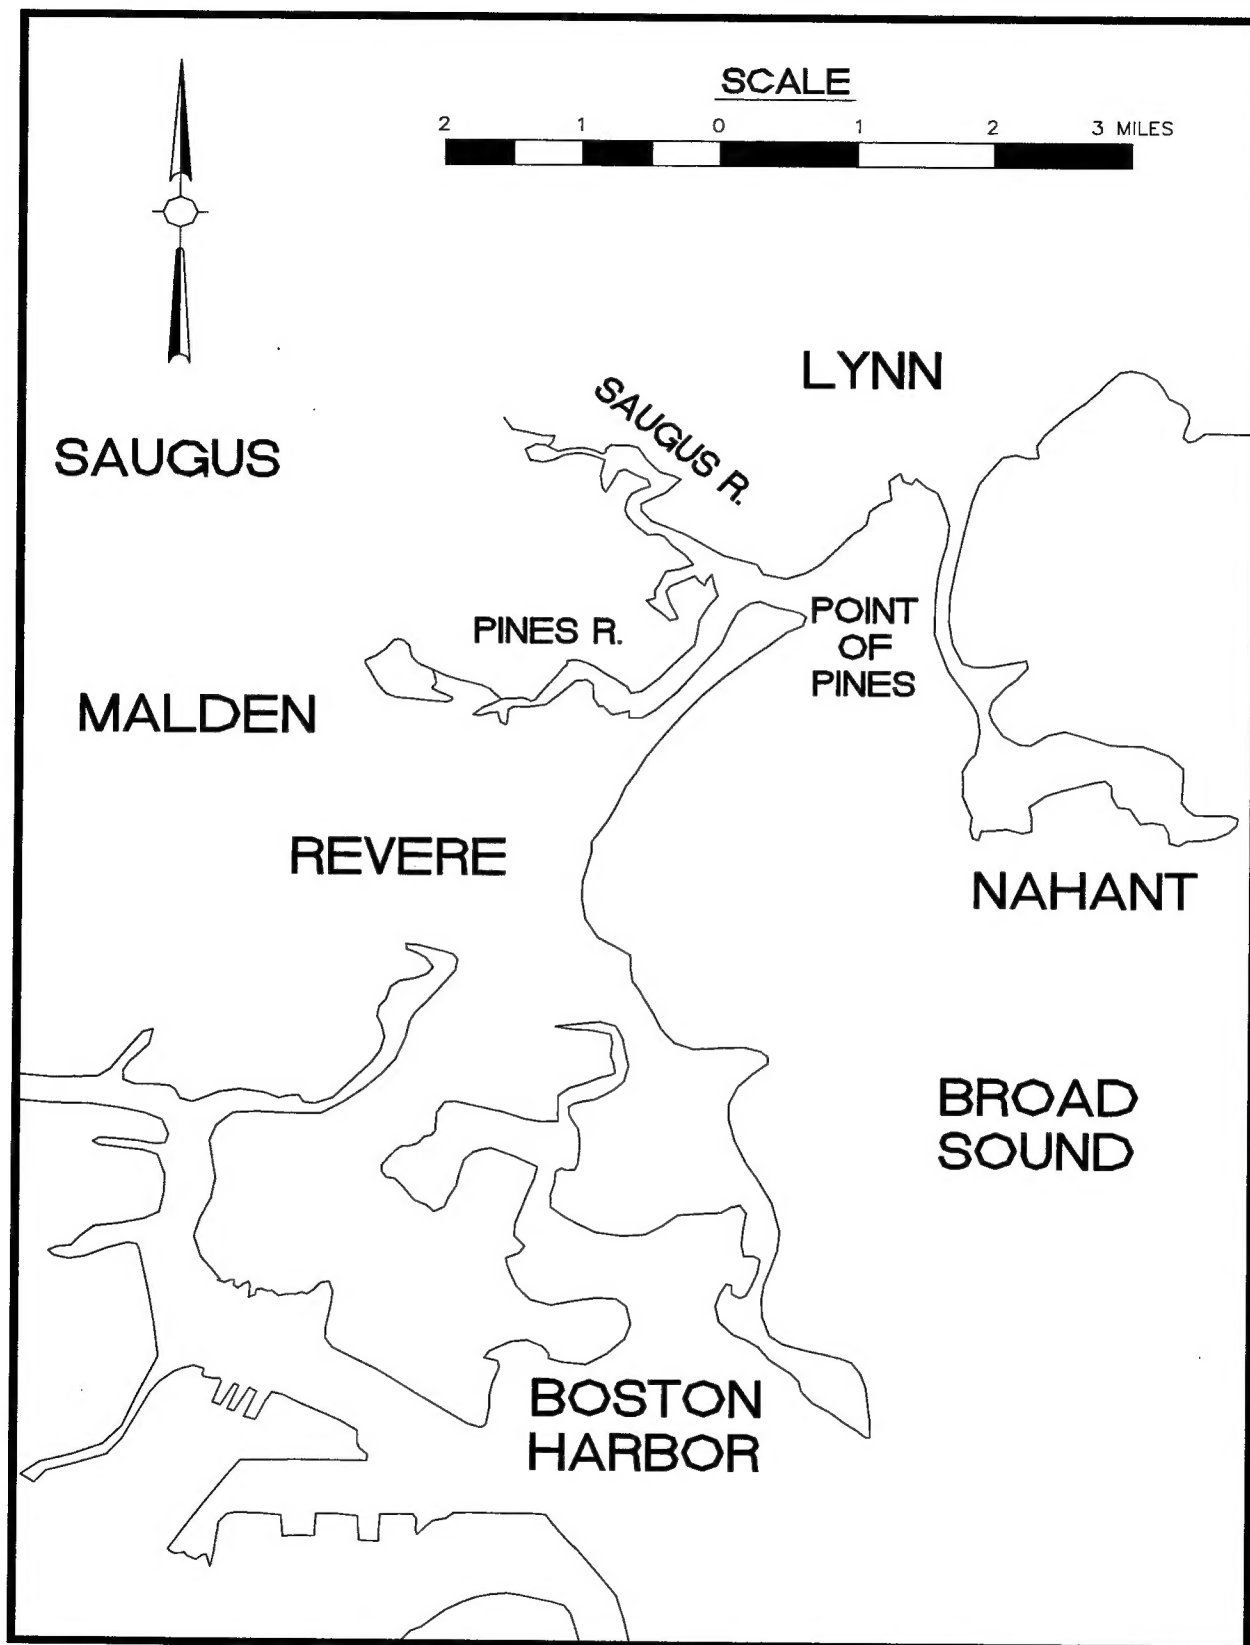 SCALE
2 1 0 1 2 3 MILES
LYNN
SAUGUS R.
SAUGUS
POINT
OF
PINES
PINES R.
MALDEN
REVERE
NAHANT
BROAD
SOUND
BOSTON
HARBOR